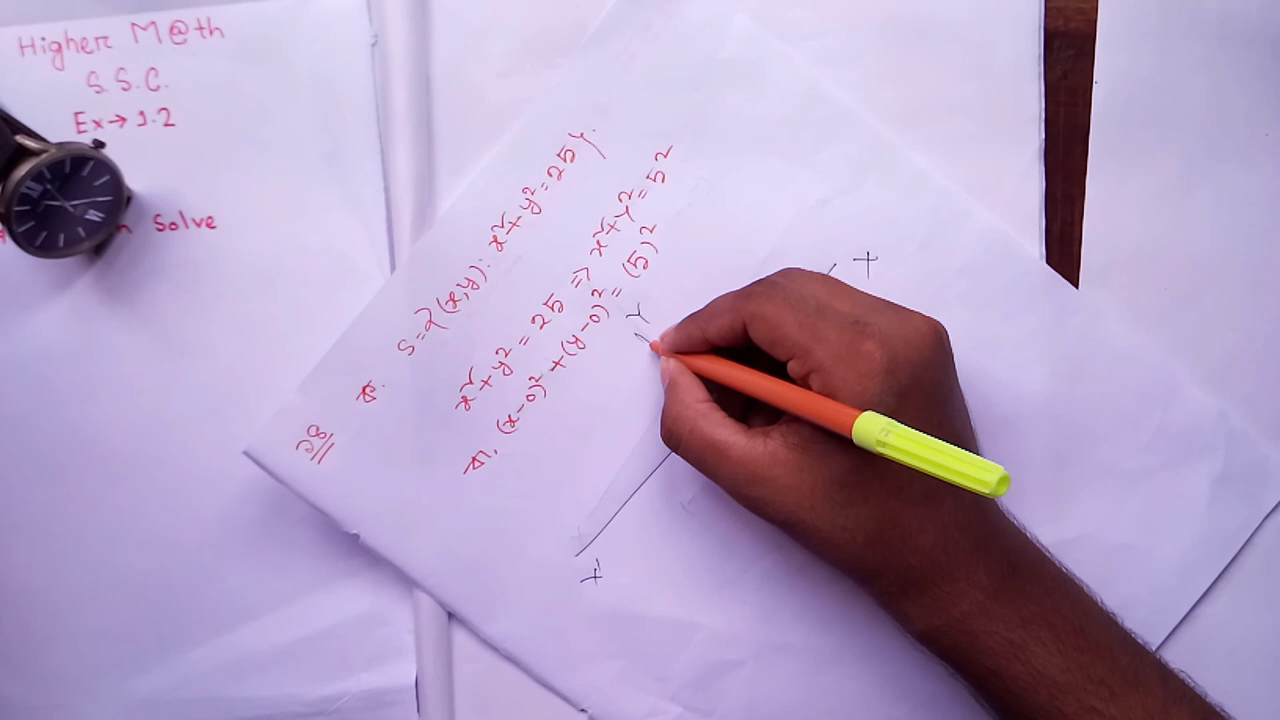 Higher M@th
S.S.C.
Ex→1.2
Solve
২৪
ক. S={(x,y): x²+y²=25}
x²+y²=25 => x²+y²=5²
বা, (x-0)²+(y-0)²=(5)²
Y
X
X'